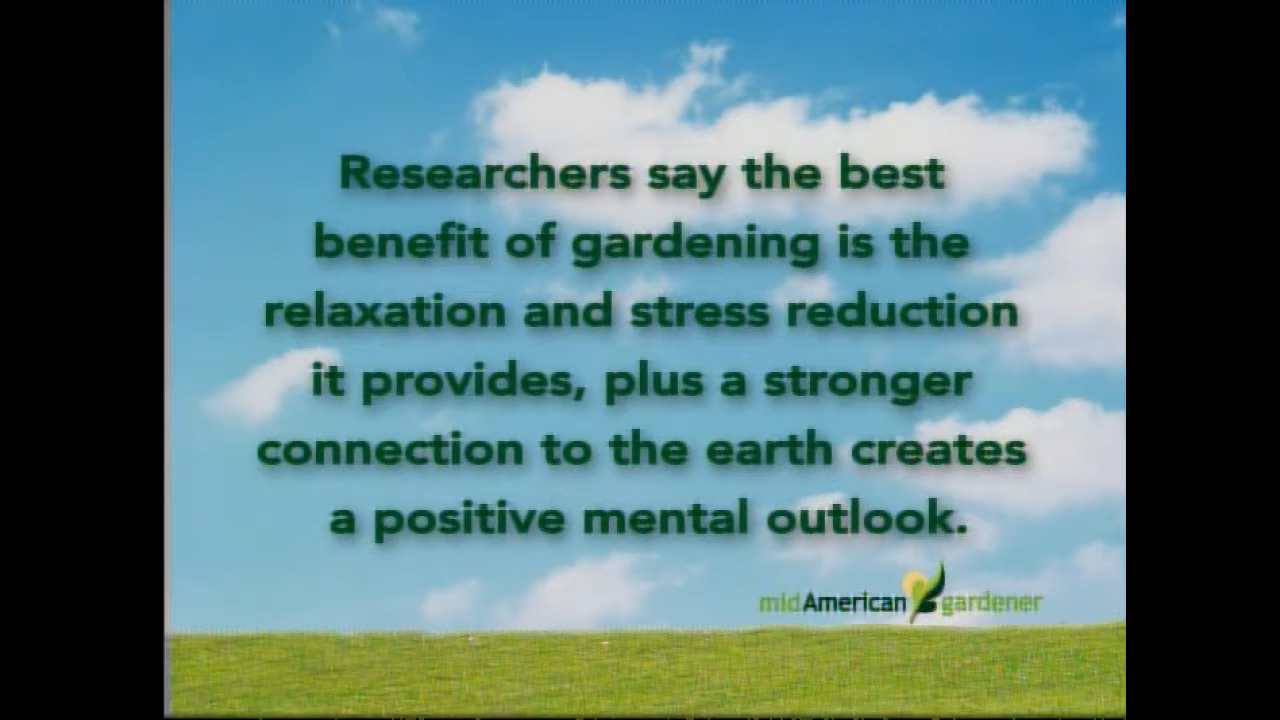 Researchers say the best
benefit of gardening is the
relaxation and stress reduction
it provides, plus a stronger
connection to the earth creates
a positive mental outlook.
midAmerican gardener